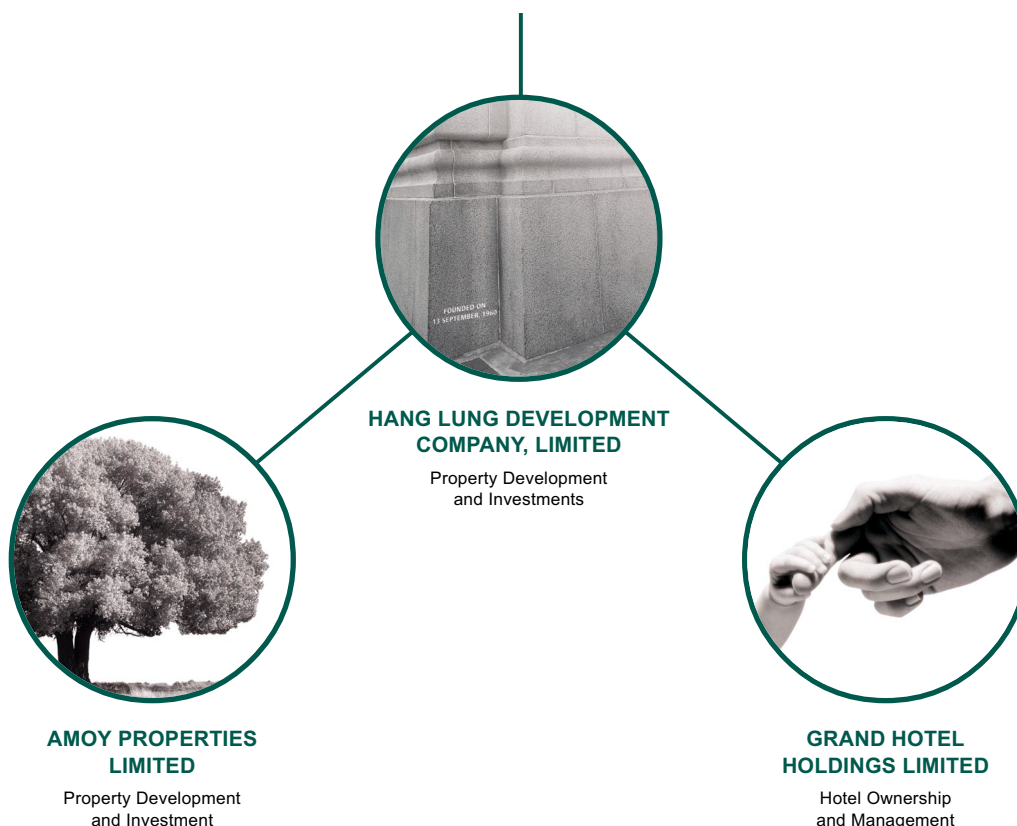 FOUNDED ON
13 SEPTEMBER, 1960
HANG LUNG DEVELOPMENT
COMPANY, LIMITED
Property Development
and Investments
AMOY PROPERTIES
LIMITED
Property Development
and Investment
GRAND HOTEL
HOLDINGS LIMITED
Hotel Ownership
and Management